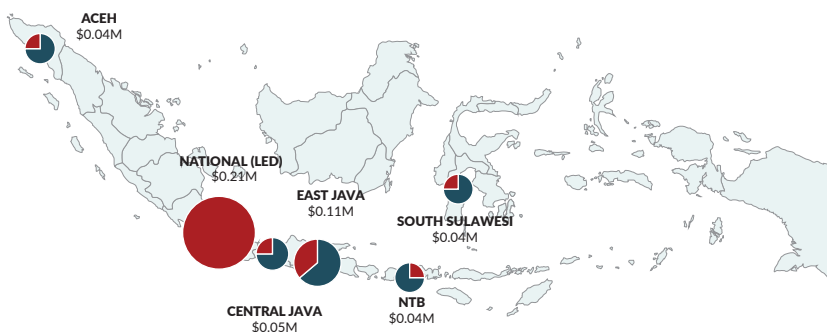 ACEH
$0.04M
NATIONAL (LED)
$0.21M
EAST JAVA
$0.11M
SOUTH SULAWESI
$0.04M
CENTRAL JAVA
$0.05M
NTB
$0.04M